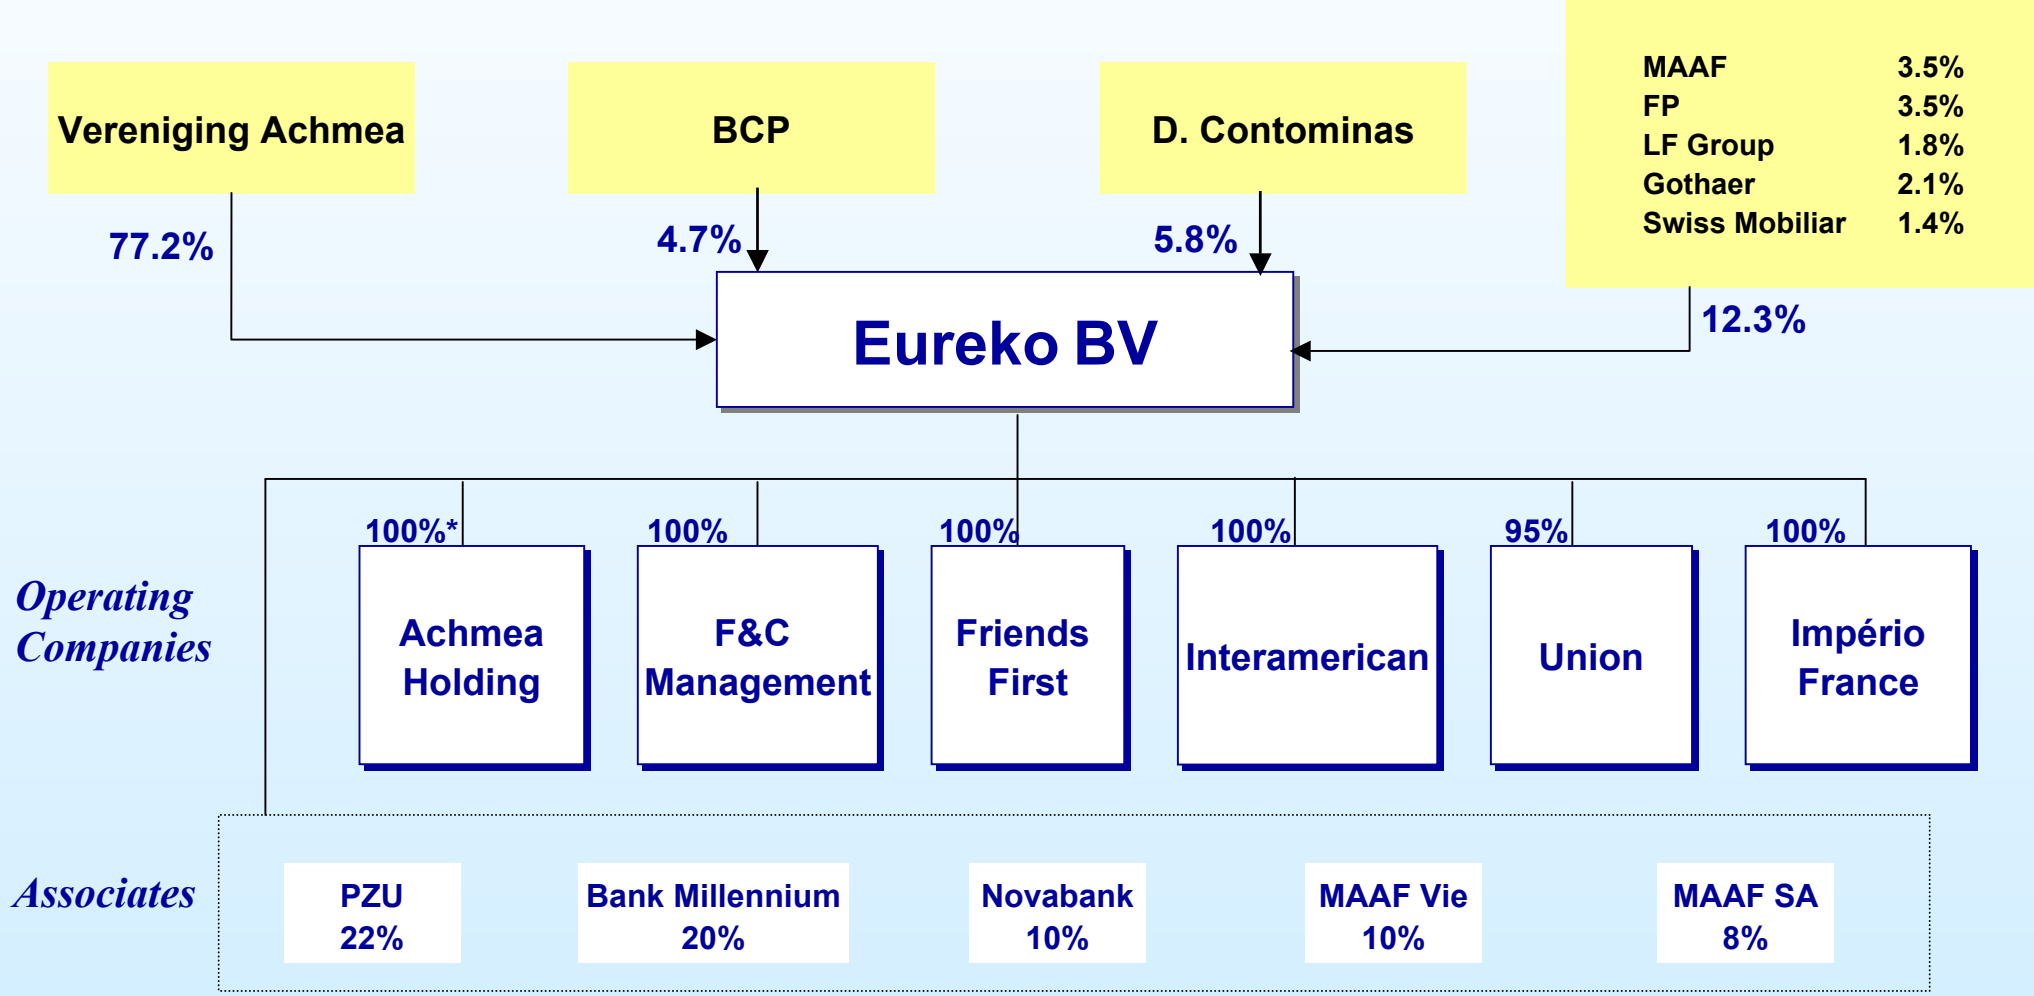 Vereniging Achmea
BCP
D. Contominas
MAAF 3.5%
FP 3.5%
LF Group 1.8%
Gothaer 2.1%
Swiss Mobiliar 1.4%
77.2%
4.7%
5.8%
12.3%
Eureko BV
100%*
100%
100%
100%
95%
100%
Operating
Companies
Achmea
Holding
F&C
Management
Friends
First
Interamerican
Union
Império
France
Associates
PZU
22%
Bank Millennium
20%
Novabank
10%
MAAF Vie
10%
MAAF SA
8%